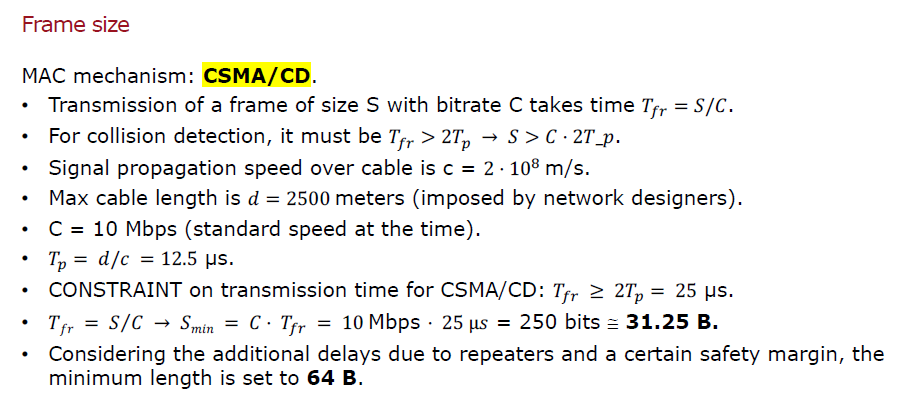 Frame size
MAC mechanism: CSMA/CD.
• Transmission of a frame of size S with bitrate C takes time T_fr = S/C.
• For collision detection, it must be T_fr > 2T_p → S > C · 2T_p.
• Signal propagation speed over cable is c = 2 · 10⁸ m/s.
• Max cable length is d = 2500 meters (imposed by network designers).
• C = 10 Mbps (standard speed at the time).
• T_p = d/c = 12.5 µs.
• CONSTRAINT on transmission time for CSMA/CD: T_fr ≥ 2T_p = 25 µs.
• T_fr = S/C → S_min = C · T_fr = 10 Mbps · 25 µs = 250 bits ≅ 31.25 B.
• Considering the additional delays due to repeaters and a certain safety margin, the
minimum length is set to 64 B.